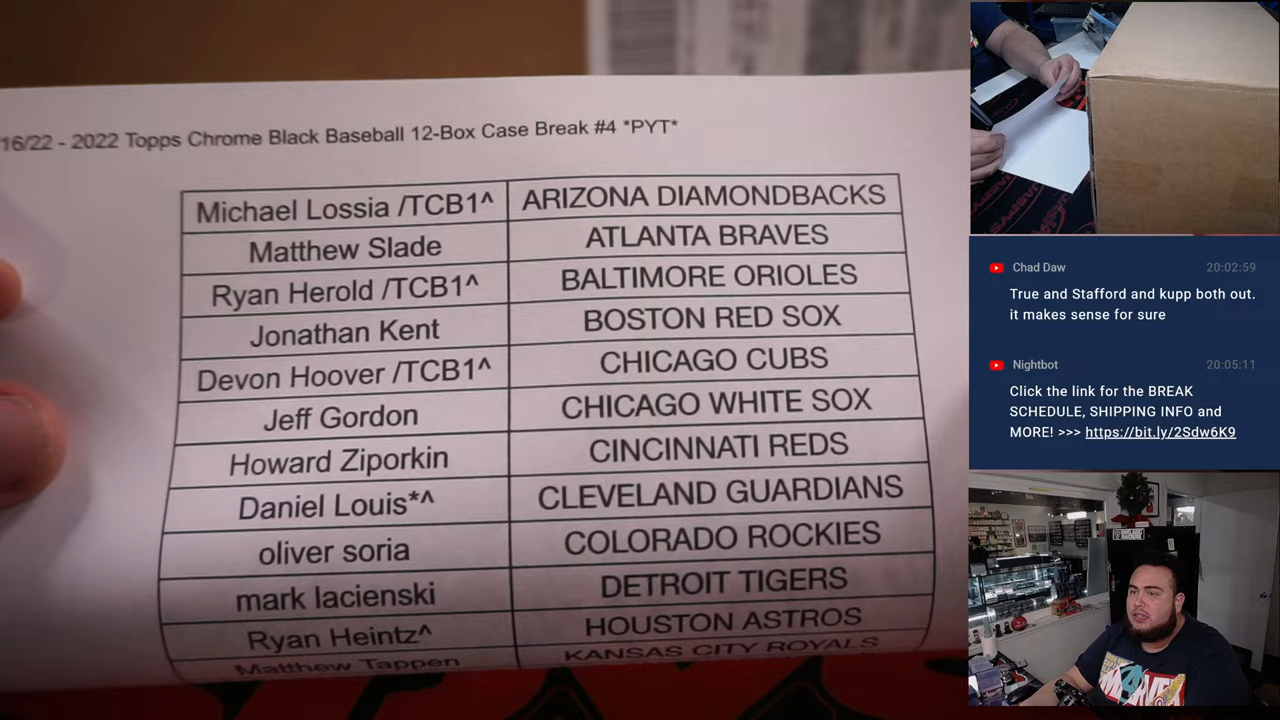 16/22 - 2022 Topps Chrome Black Baseball 12-Box Case Break #4 *PYT*
Michael Lossia /TCB1^ ARIZONA DIAMONDBACKS
Matthew Slade ATLANTA BRAVES
Ryan Herold /TCB1^ BALTIMORE ORIOLES
Jonathan Kent BOSTON RED SOX
Devon Hoover /TCB1^ CHICAGO CUBS
Jeff Gordon CHICAGO WHITE SOX
Howard Ziporkin CINCINNATI REDS
Daniel Louis*^ CLEVELAND GUARDIANS
oliver soria COLORADO ROCKIES
mark lacienski DETROIT TIGERS
Ryan Heintz^ HOUSTON ASTROS
Matthew Tappen KANSAS CITY ROYALS
Chad Daw 20:02:59
True and Stafford and kupp both out.
it makes sense for sure
Nightbot 20:05:11
Click the link for the BREAK
SCHEDULE, SHIPPING INFO and
MORE! >>> https://bit.ly/2Sdw6K9
MARVEL